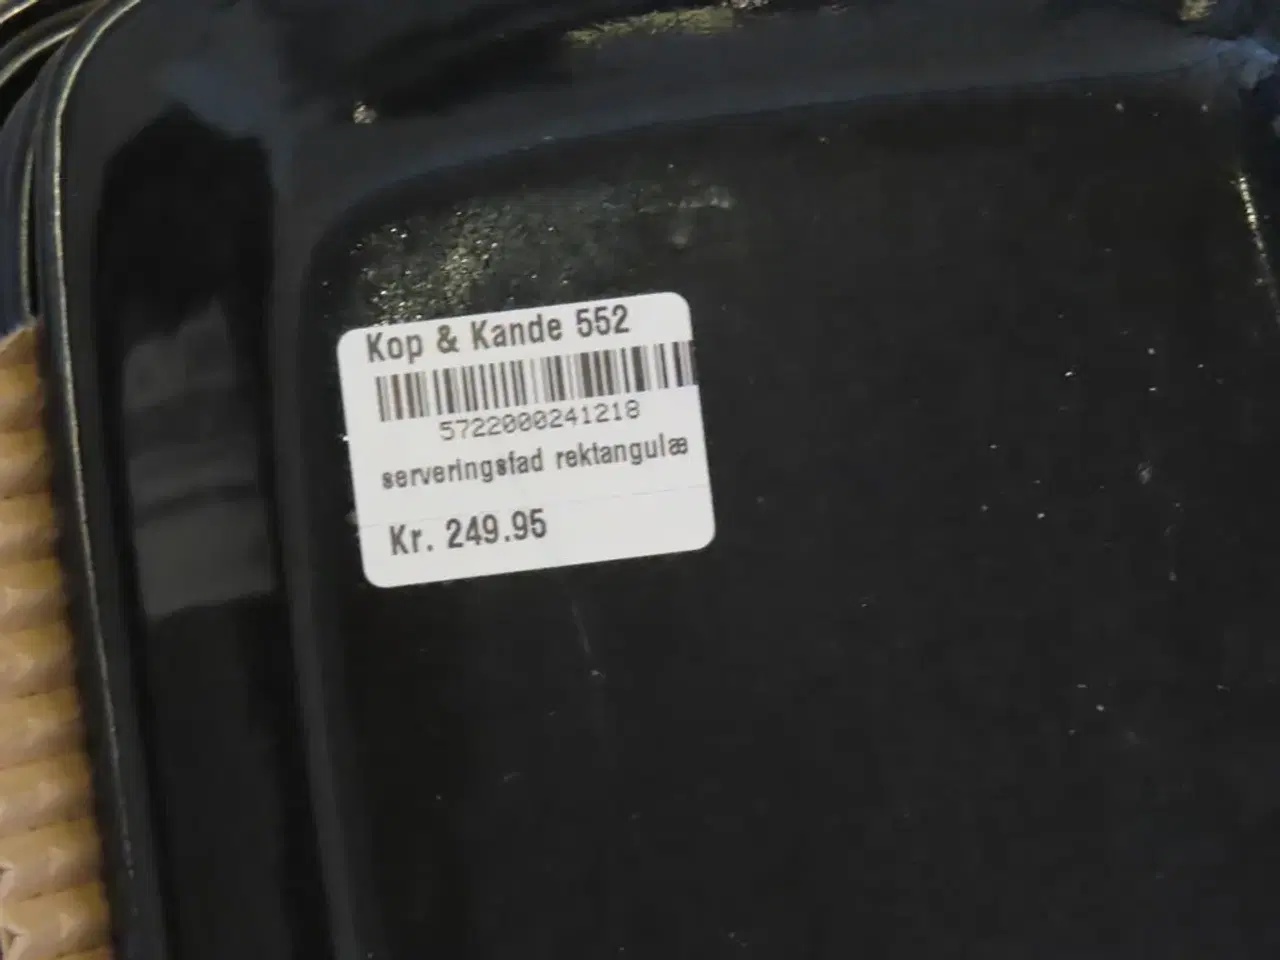 Kop & Kande 552
5722000241218
serveringsfad rektangulæ
Kr. 249.95